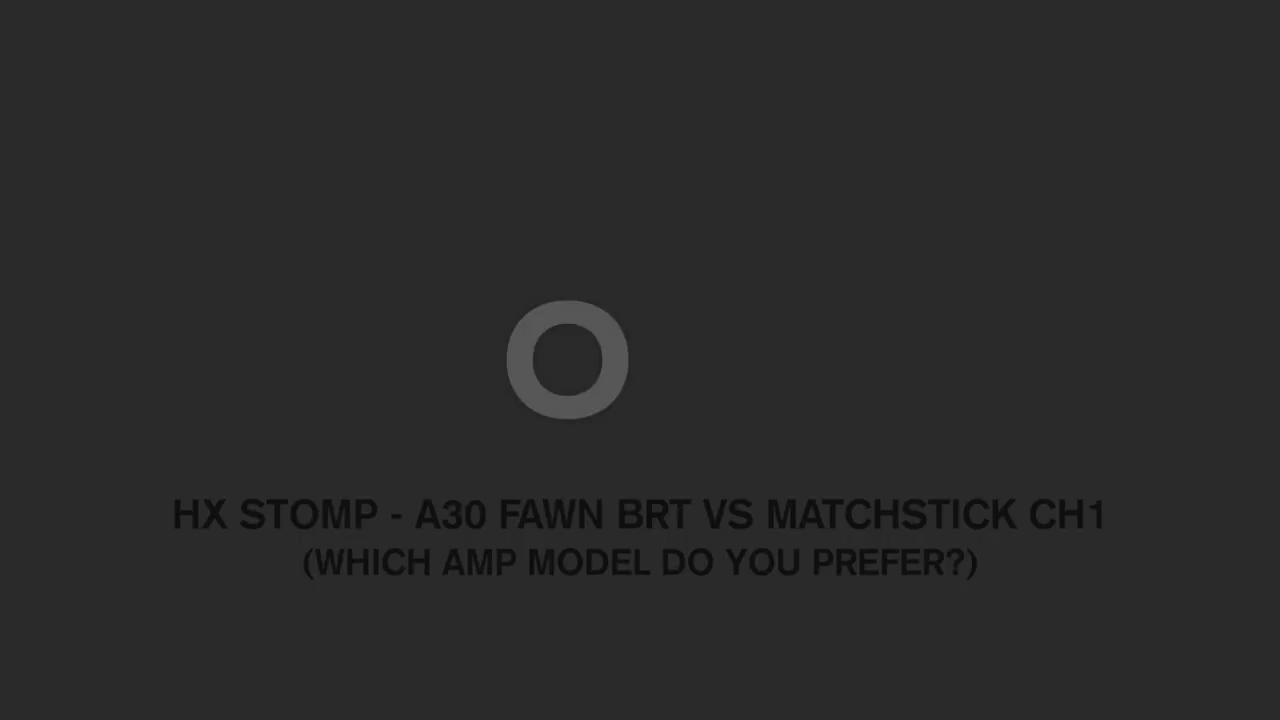 O
HX STOMP - A30 FAWN BRT VS MATCHSTICK CH1
(WHICH AMP MODEL DO YOU PREFER?)